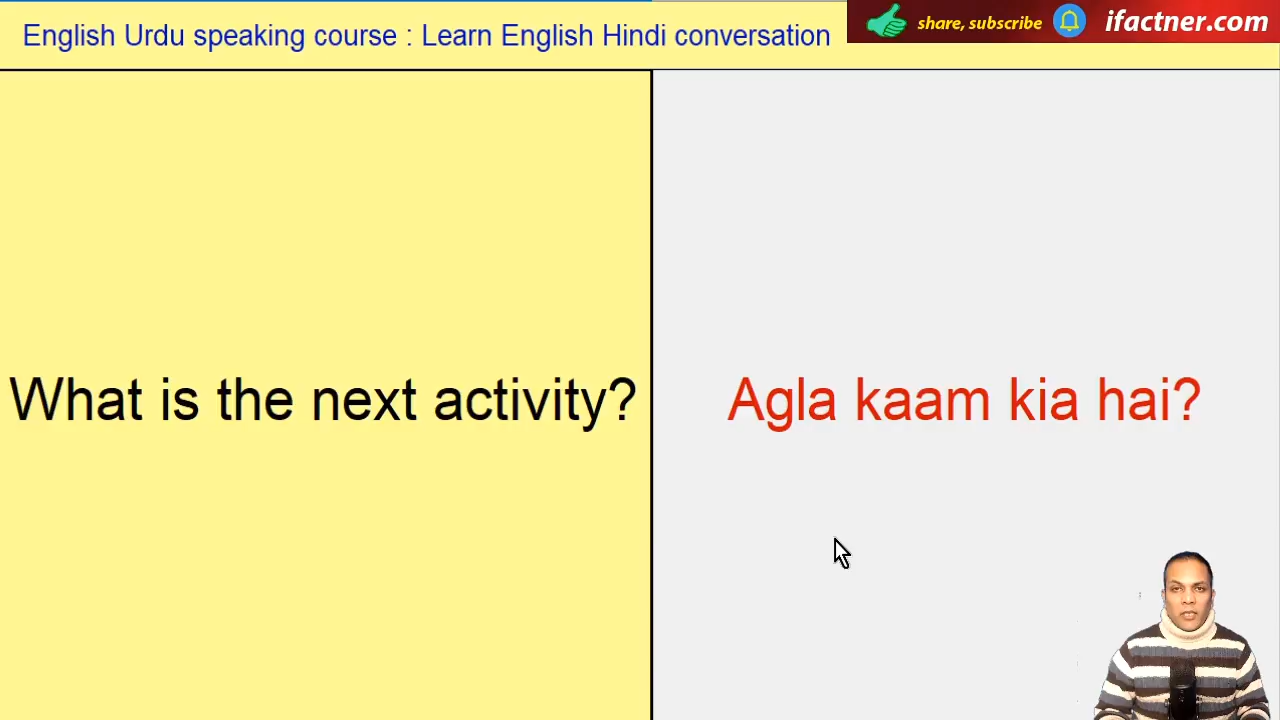 English Urdu speaking course : Learn English Hindi conversation
share, subscribe
ifactner.com
What is the next activity?
Agla kaam kia hai?